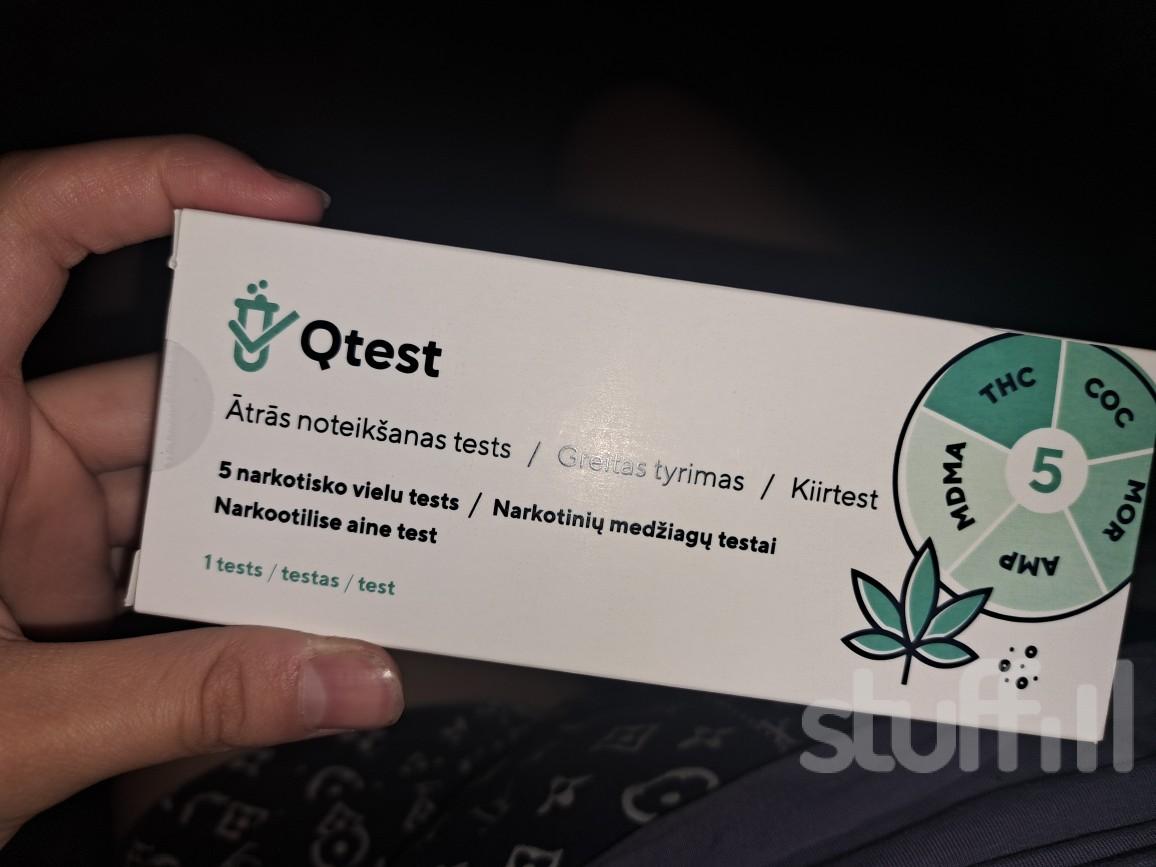 Qtest
Ātrās noteikšanas tests / Greitas tyrimas / Kiirtest
5 narkotisko vielu tests / Narkotinių medžiagų testai
Narkootilise aine test
1 tests / testas / test
THC
COC
MOR
AMP
MDMA
5
stuff